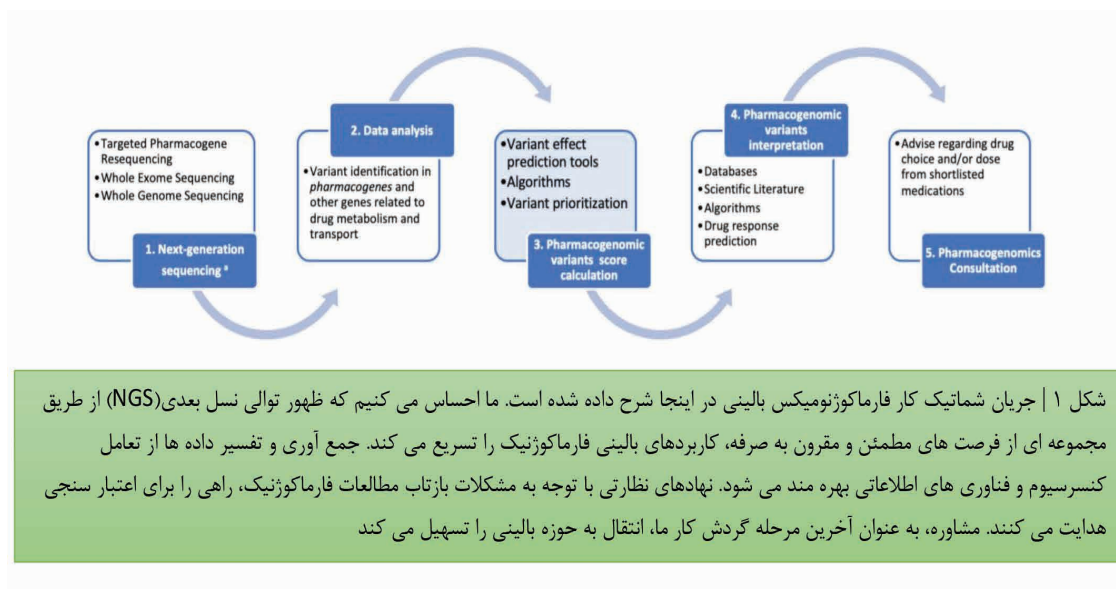 • Targeted Pharmacogene
Resequencing
• Whole Exome Sequencing
• Whole Genome Sequencing
1. Next-generation
sequencing ª
2. Data analysis
• Variant identification in
pharmacogenes and
other genes related to
drug metabolism and
transport
• Variant effect
prediction tools
• Algorithms
• Variant prioritization
3. Pharmacogenomic
variants score
calculation
4. Pharmacogenomic
variants
interpretation
• Databases
• Scientific Literature
• Algorithms
• Drug response
prediction
• Advise regarding drug
choice and/or dose
from shortlisted
medications
5. Pharmacogenomics
Consultation
شکل ۱ | جریان شماتیک کار فارماکوژنومیکس بالینی در اینجا شرح داده شده است. ما احساس می کنیم که ظهور توالی نسل بعدی(NGS) از طریق
مجموعه ای از فرصت های مطمئن و مقرون به صرفه، کاربردهای بالینی فارماکوژنیک را تسریع می کند. جمع آوری و تفسیر داده ها از تعامل
کنسرسیوم و فناوری های اطلاعاتی بهره مند می شود. نهادهای نظارتی با توجه به مشکلات بازتاب مطالعات فارماکوژنیک، راهی را برای اعتبار سنجی
هدایت می کنند. مشاوره، به عنوان آخرین مرحله گردش کار ما، انتقال به حوزه بالینی را تسهیل می کند